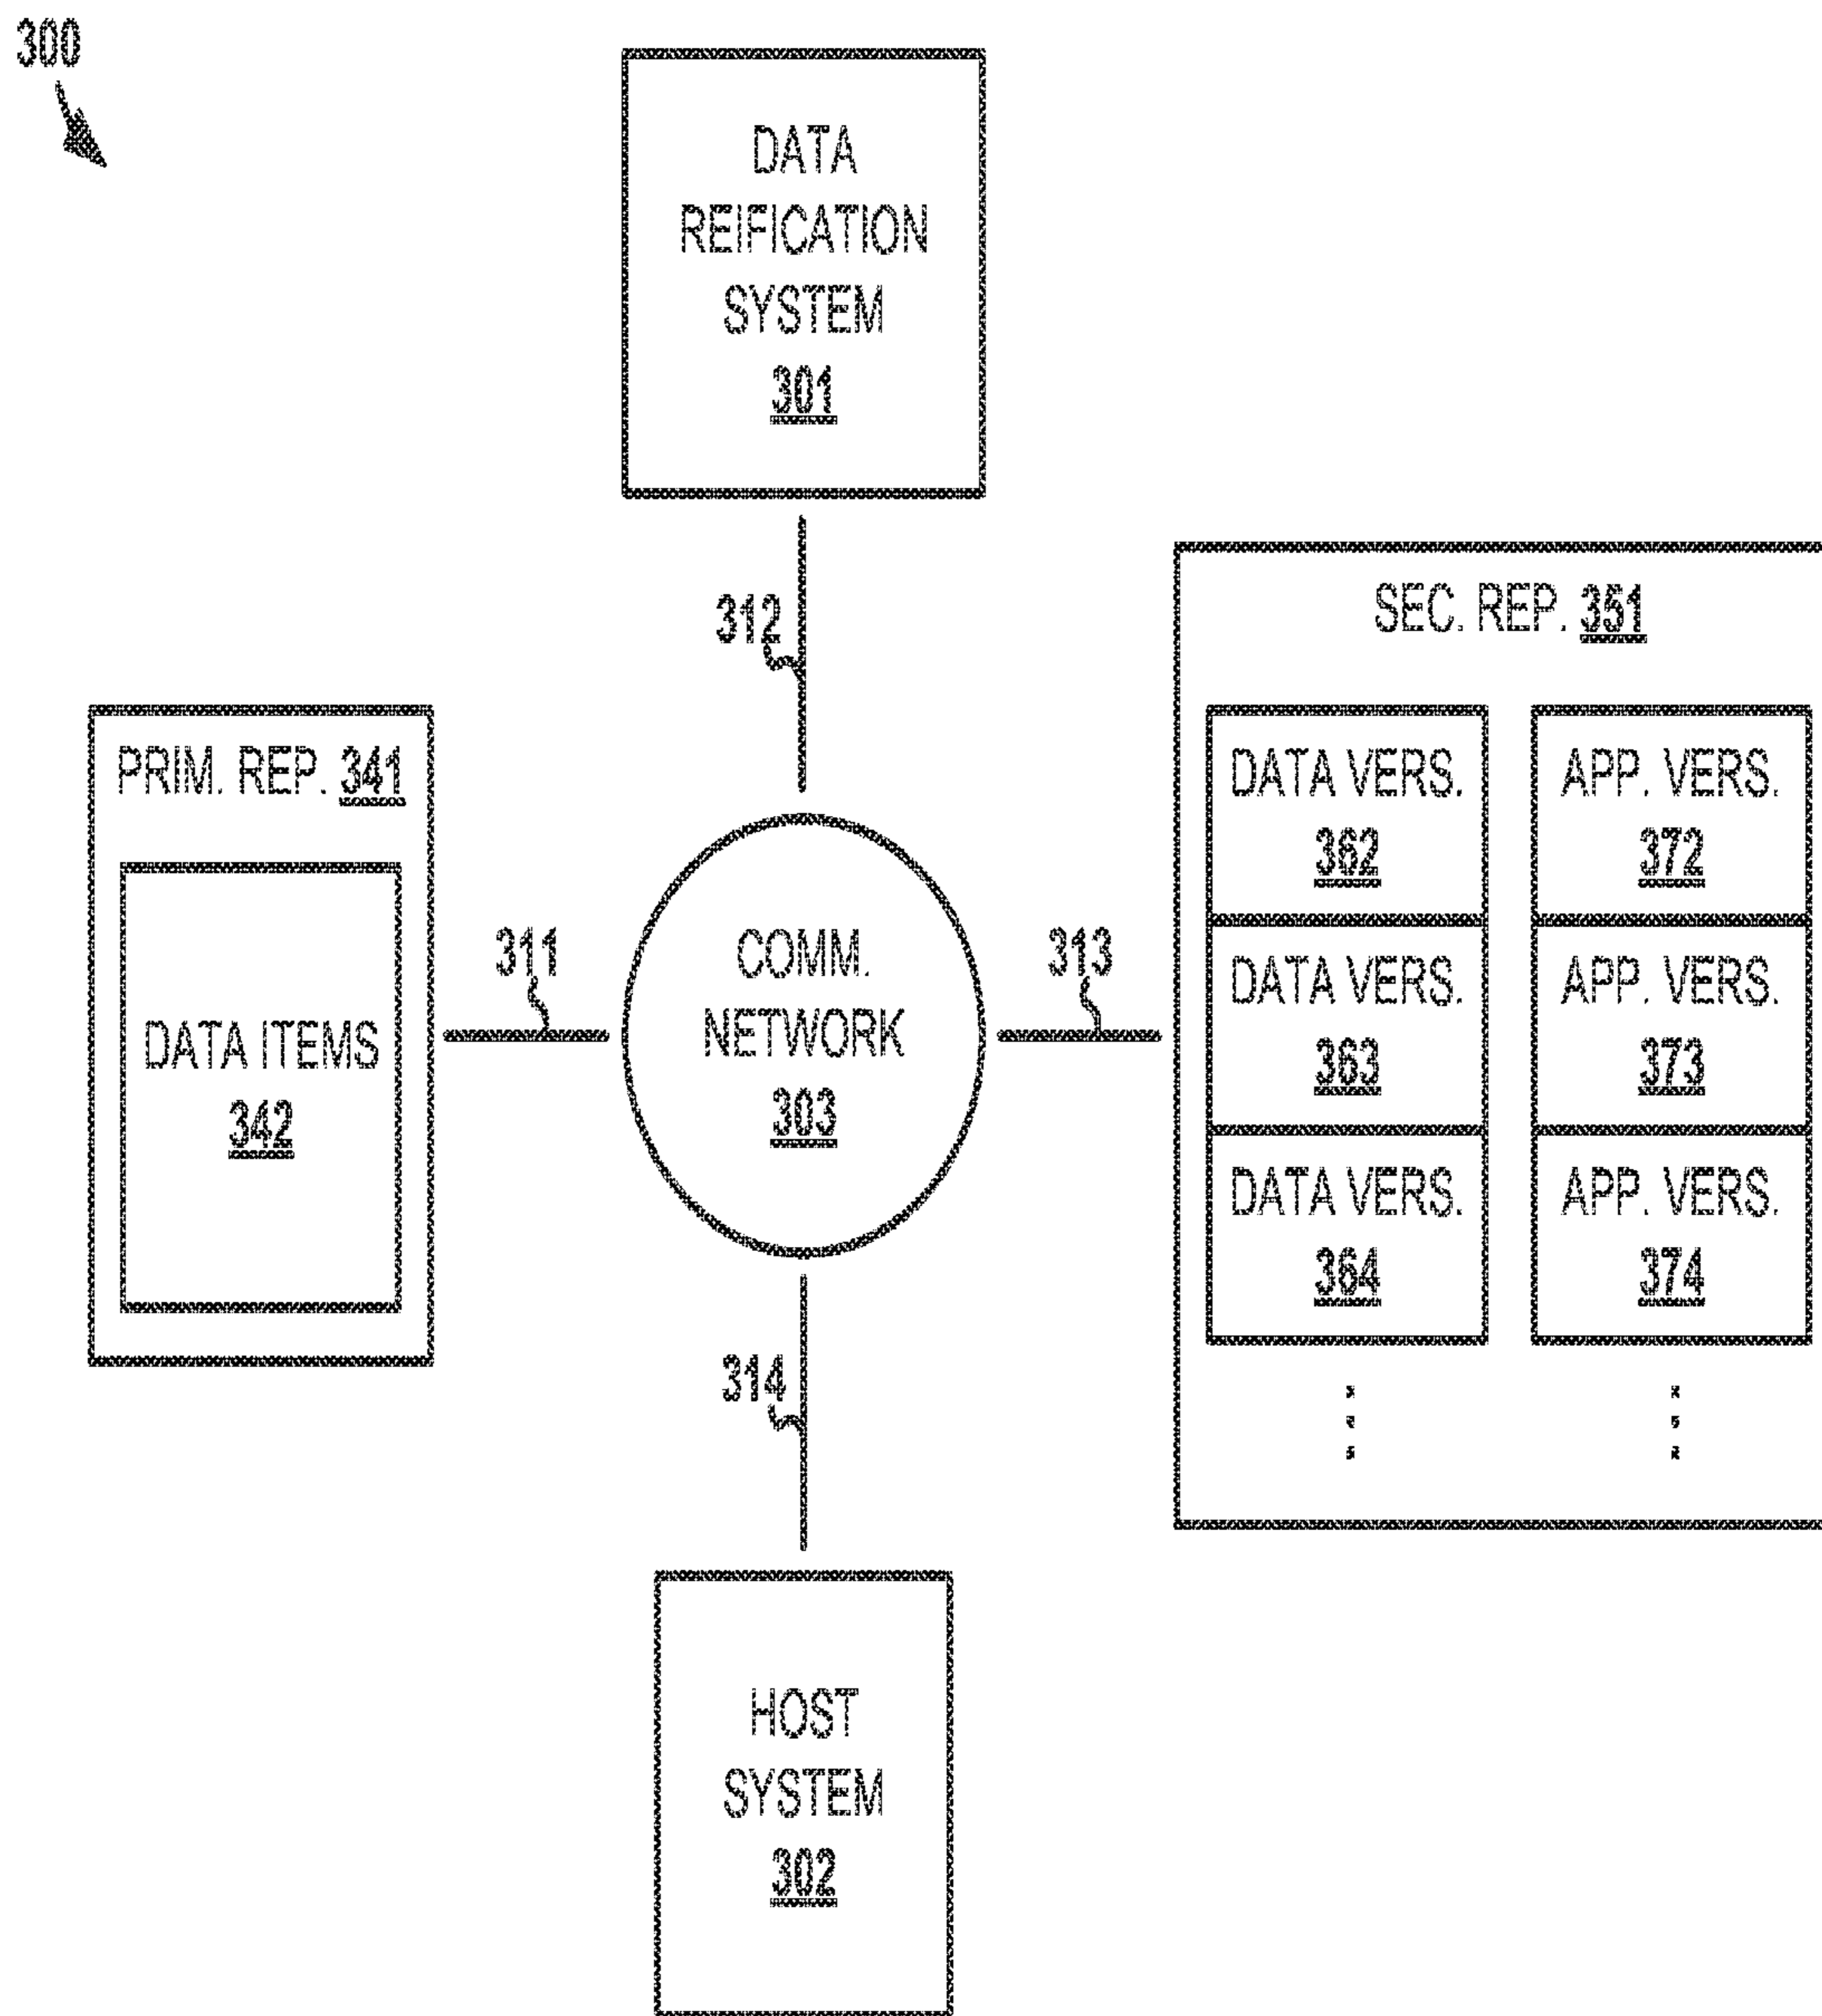 300
DATA
REIFICATION
SYSTEM
301
312
SEC. REP. 351
PRIM. REP. 341
DATA ITEMS
342
311
COMM.
NETWORK
303
313
DATA VERS.
362
APP. VERS.
372
DATA VERS.
363
APP. VERS.
373
DATA VERS.
364
APP. VERS.
374
314
HOST
SYSTEM
302